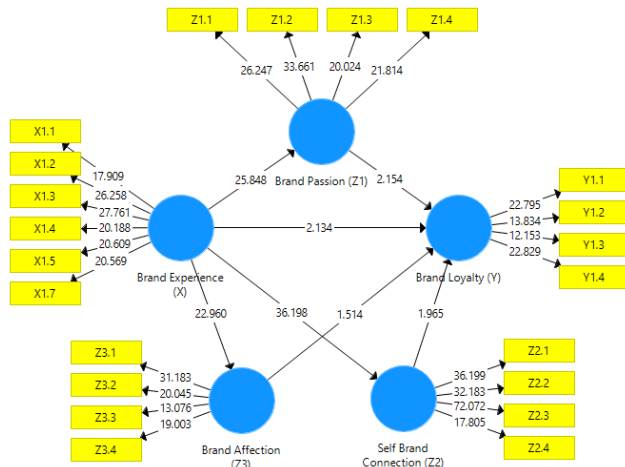 Z1.1
Z1.2
Z1.3
Z1.4
26.247
33.661
20.024
21.814
Brand Passion (Z1)
X1.1
X1.2
X1.3
X1.4
X1.5
X1.7
17.909
26.258
27.761
20.188
20.609
20.569
Brand Experience
(X)
25.848
2.154
2.134
22.960
36.198
1.514
1.965
Brand Loyalty (Y)
22.795
13.834
12.153
22.829
Y1.1
Y1.2
Y1.3
Y1.4
Z3.1
Z3.2
Z3.3
Z3.4
31.183
20.045
13.076
19.003
Brand Affection
(Z3)
Self Brand
Connection (Z2)
36.199
32.183
72.072
17.805
Z2.1
Z2.2
Z2.3
Z2.4